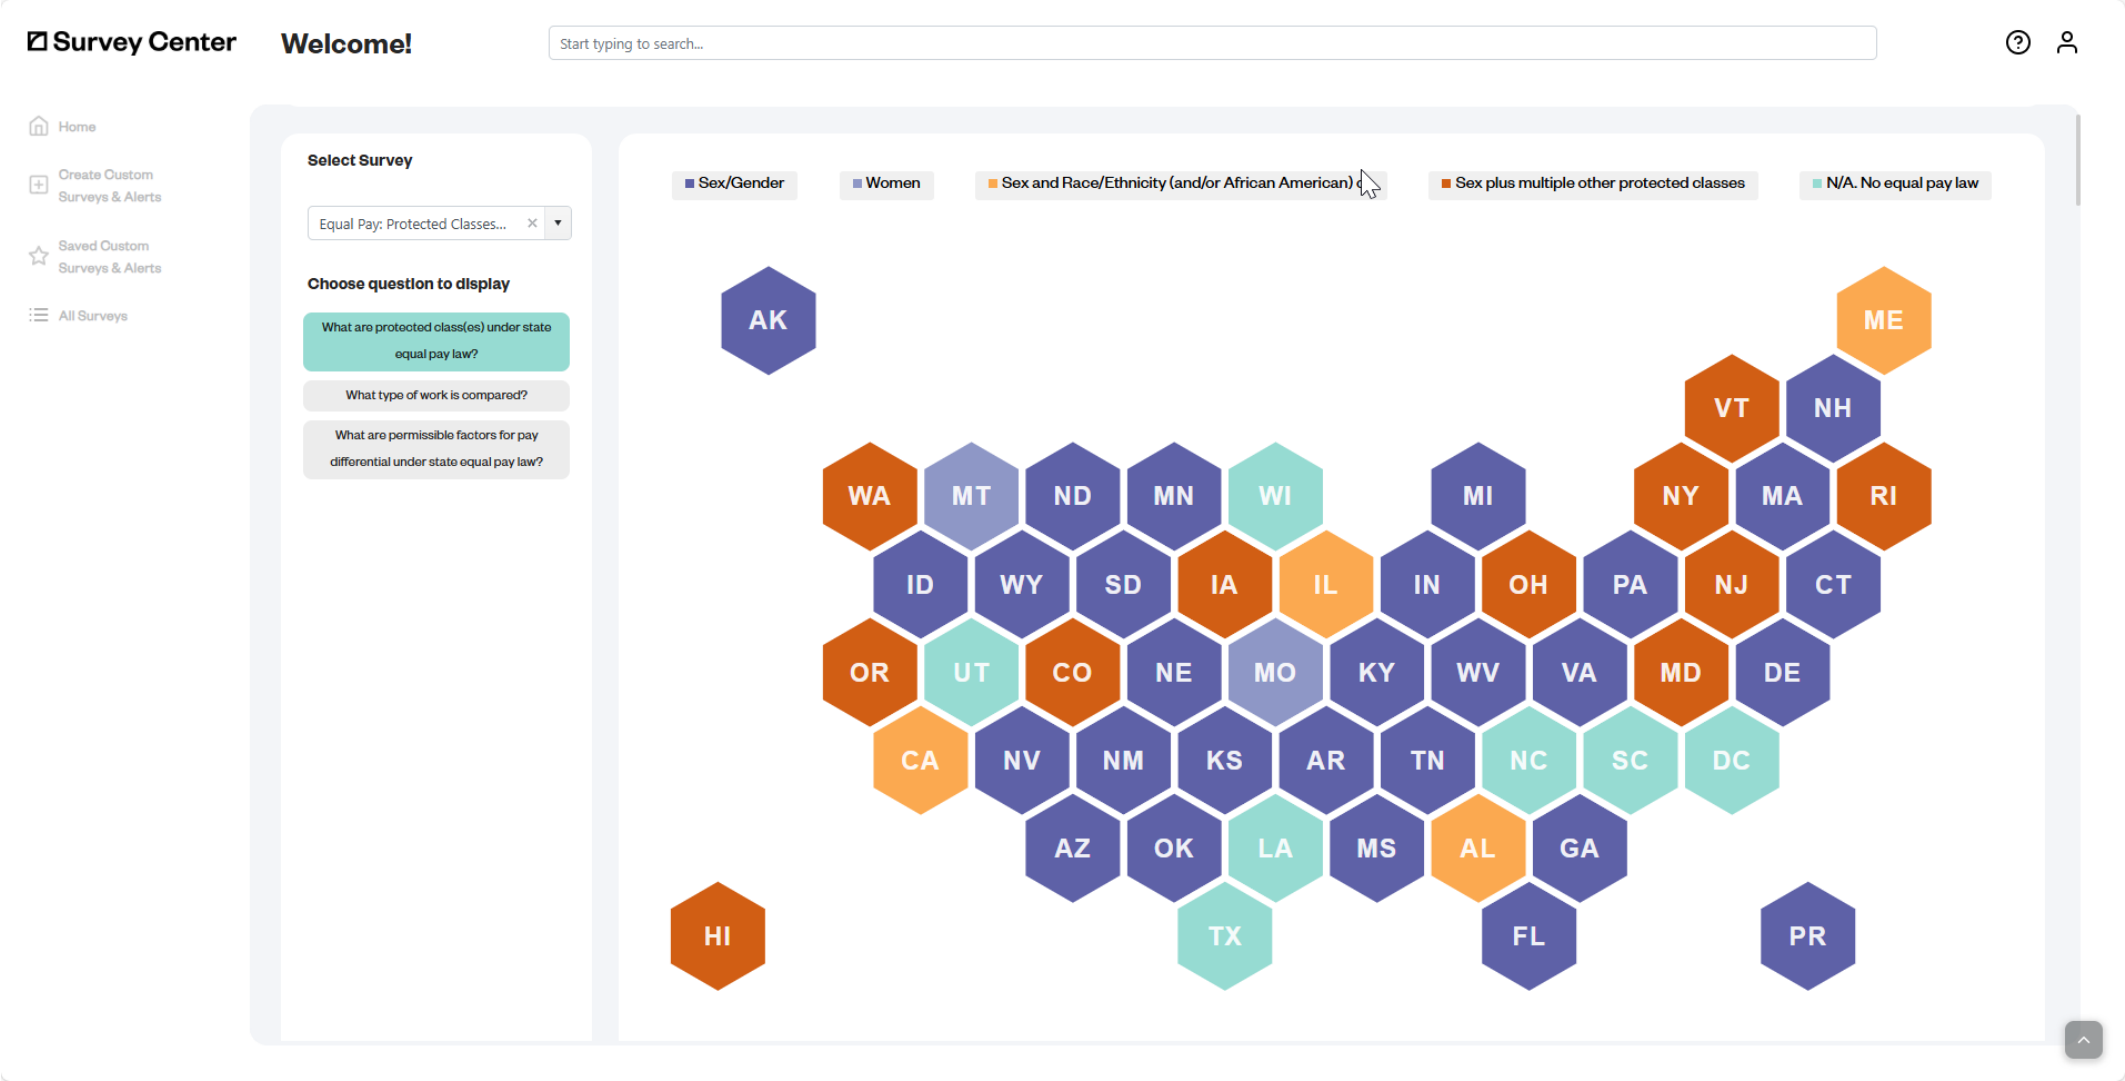 Survey Center
Welcome!
Start typing to search...
Home
Create Custom
Surveys & Alerts
Saved Custom
Surveys & Alerts
All Surveys
Select Survey
Equal Pay: Protected Classes...
Choose question to display
What are protected class(es) under state
equal pay law?
What type of work is compared?
What are permissible factors for pay
differential under state equal pay law?
Sex/Gender
Women
Sex and Race/Ethnicity (and/or African American)
Sex plus multiple other protected classes
N/A. No equal pay law
AK
ME
VT NH
WA MT ND MN WI MI NY MA RI
ID WY SD IA IL IN OH PA NJ CT
OR UT CO NE MO KY WV VA MD DE
CA NV NM KS AR TN NC SC DC
AZ OK LA MS AL GA
HI TX FL PR